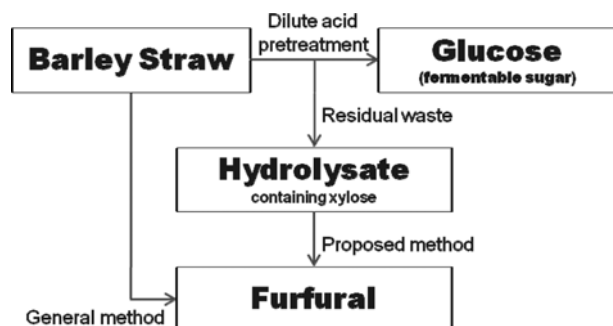 Dilute acid
pretreatment
Barley Straw
Glucose
(fermentable sugar)
Residual waste
Hydrolysate
containing xylose
Proposed method
Furfural
General method